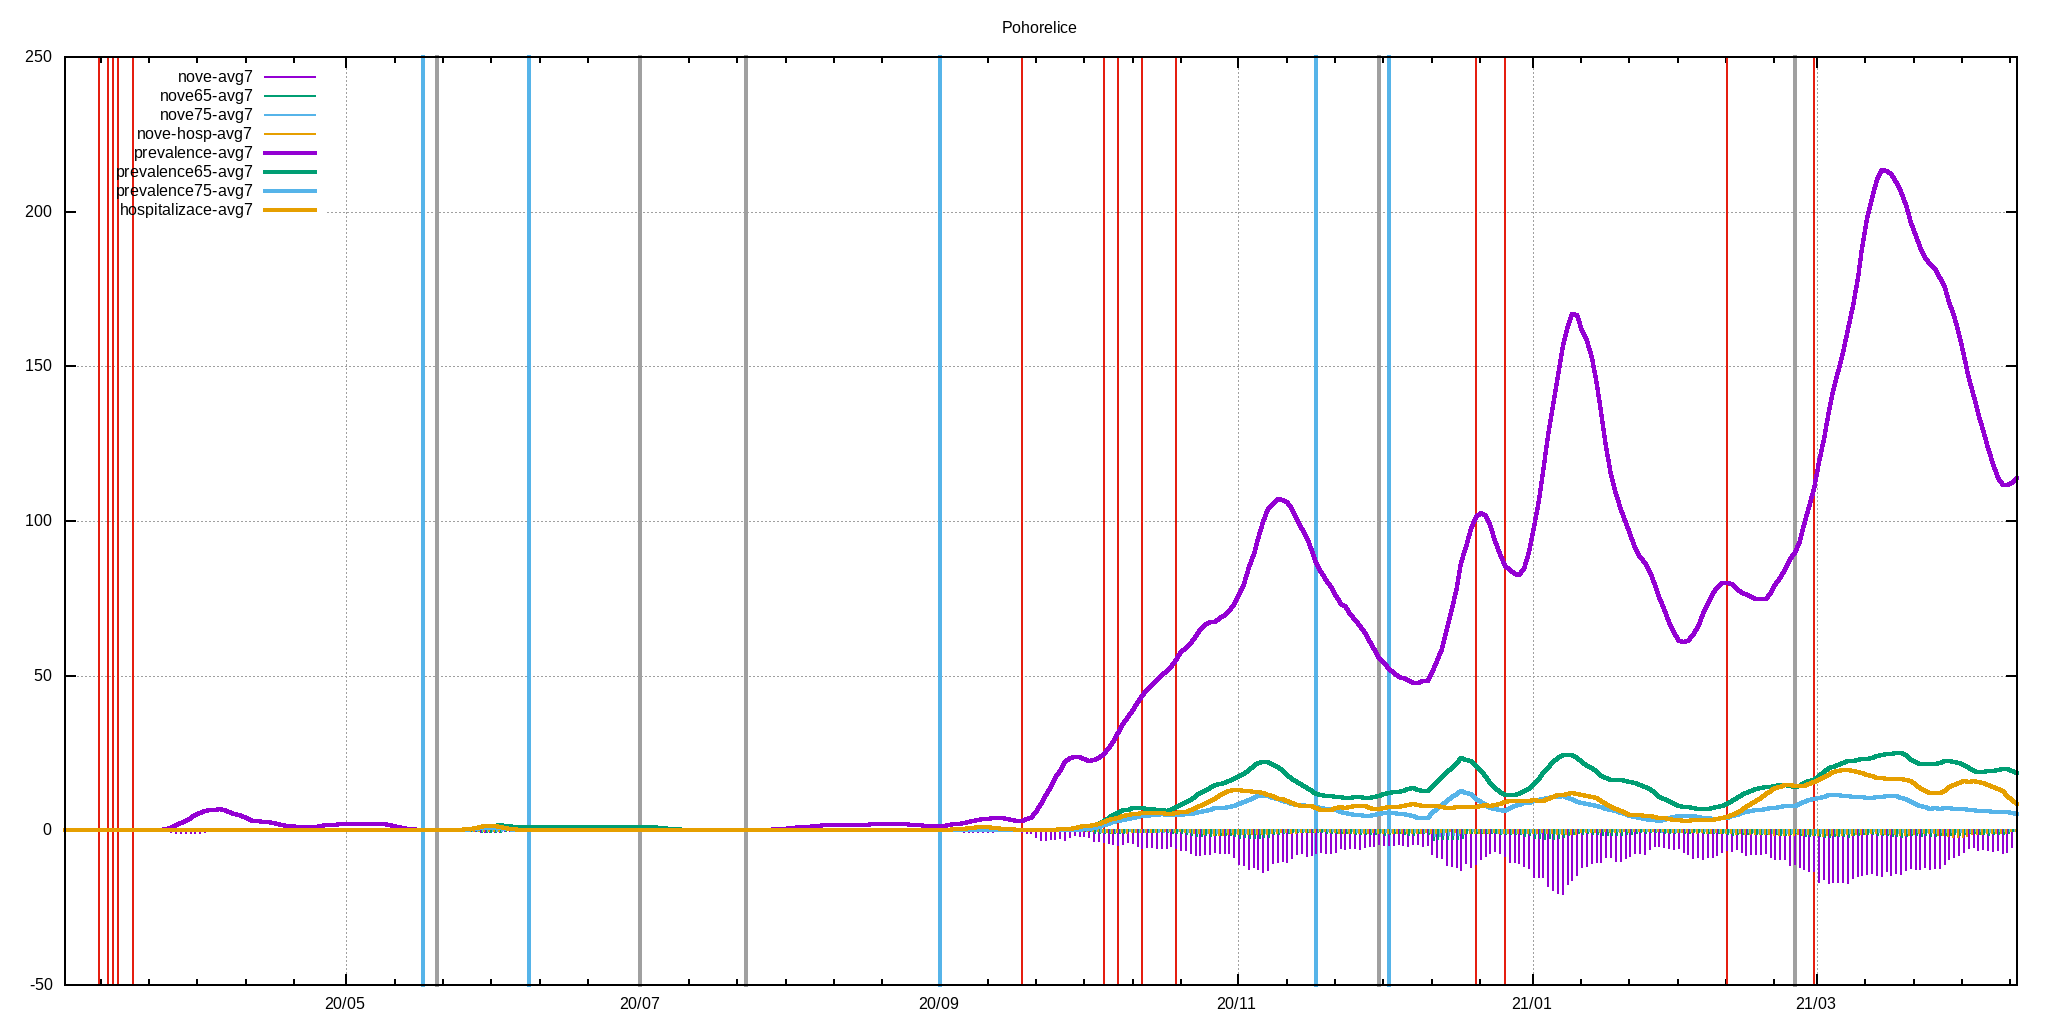 Pohorelice
250
200
150
100
50
0
-50
nove-avg7
nove65-avg7
nove75-avg7
nove-hosp-avg7
prevalence-avg7
prevalence65-avg7
prevalence75-avg7
hospitalizace-avg7
20/05 20/07 20/09 20/11 21/01 21/03